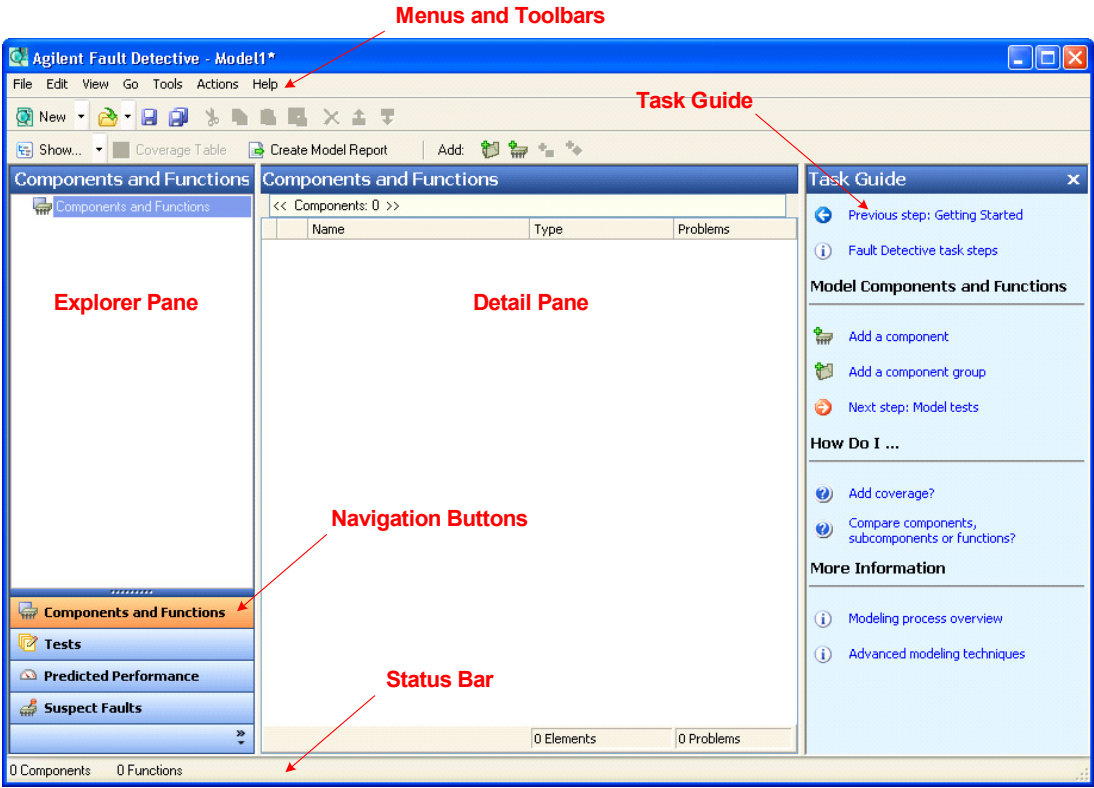 Menus and Toolbars
Agilent Fault Detective - Model1*
File Edit View Go Tools Actions Help
Task Guide
New
Show... Coverage Table Create Model Report Add:
Components and Functions
Components and Functions
Explorer Pane
Components and Functions
<< Components: 0 >>
Name Type Problems
Detail Pane
Navigation Buttons
Components and Functions
Tests
Predicted Performance
Suspect Faults
Status Bar
0 Elements 0 Problems
0 Components 0 Functions
Task Guide
Previous step: Getting Started
Fault Detective task steps
Model Components and Functions
Add a component
Add a component group
Next step: Model tests
How Do I ...
Add coverage?
Compare components,
subcomponents or functions?
More Information
Modeling process overview
Advanced modeling techniques